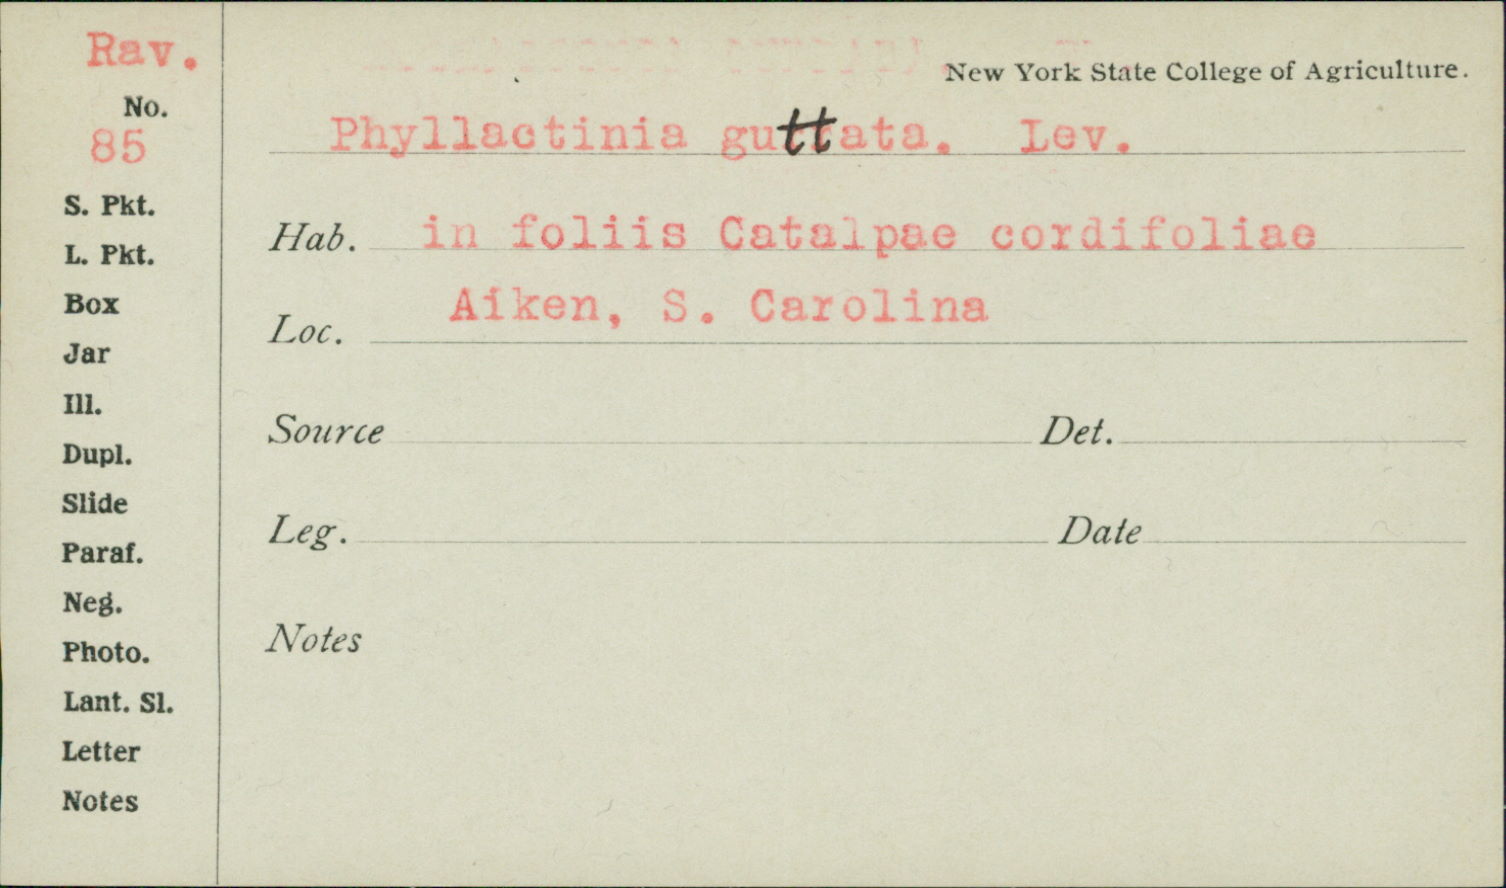 Rav.
New York State College of Agriculture.
No.
85
Phyllactinia guttata. Lev.
S. Pkt.
Hab. in foliis Catalpae cordifoliae
L. Pkt.
Aiken, S. Carolina
Box
Loc.
Jar
Ill.
Source Det.
Dupl.
Slide
Leg. Date
Paraf.
Neg.
Notes
Photo.
Lant. Sl.
Letter
Notes